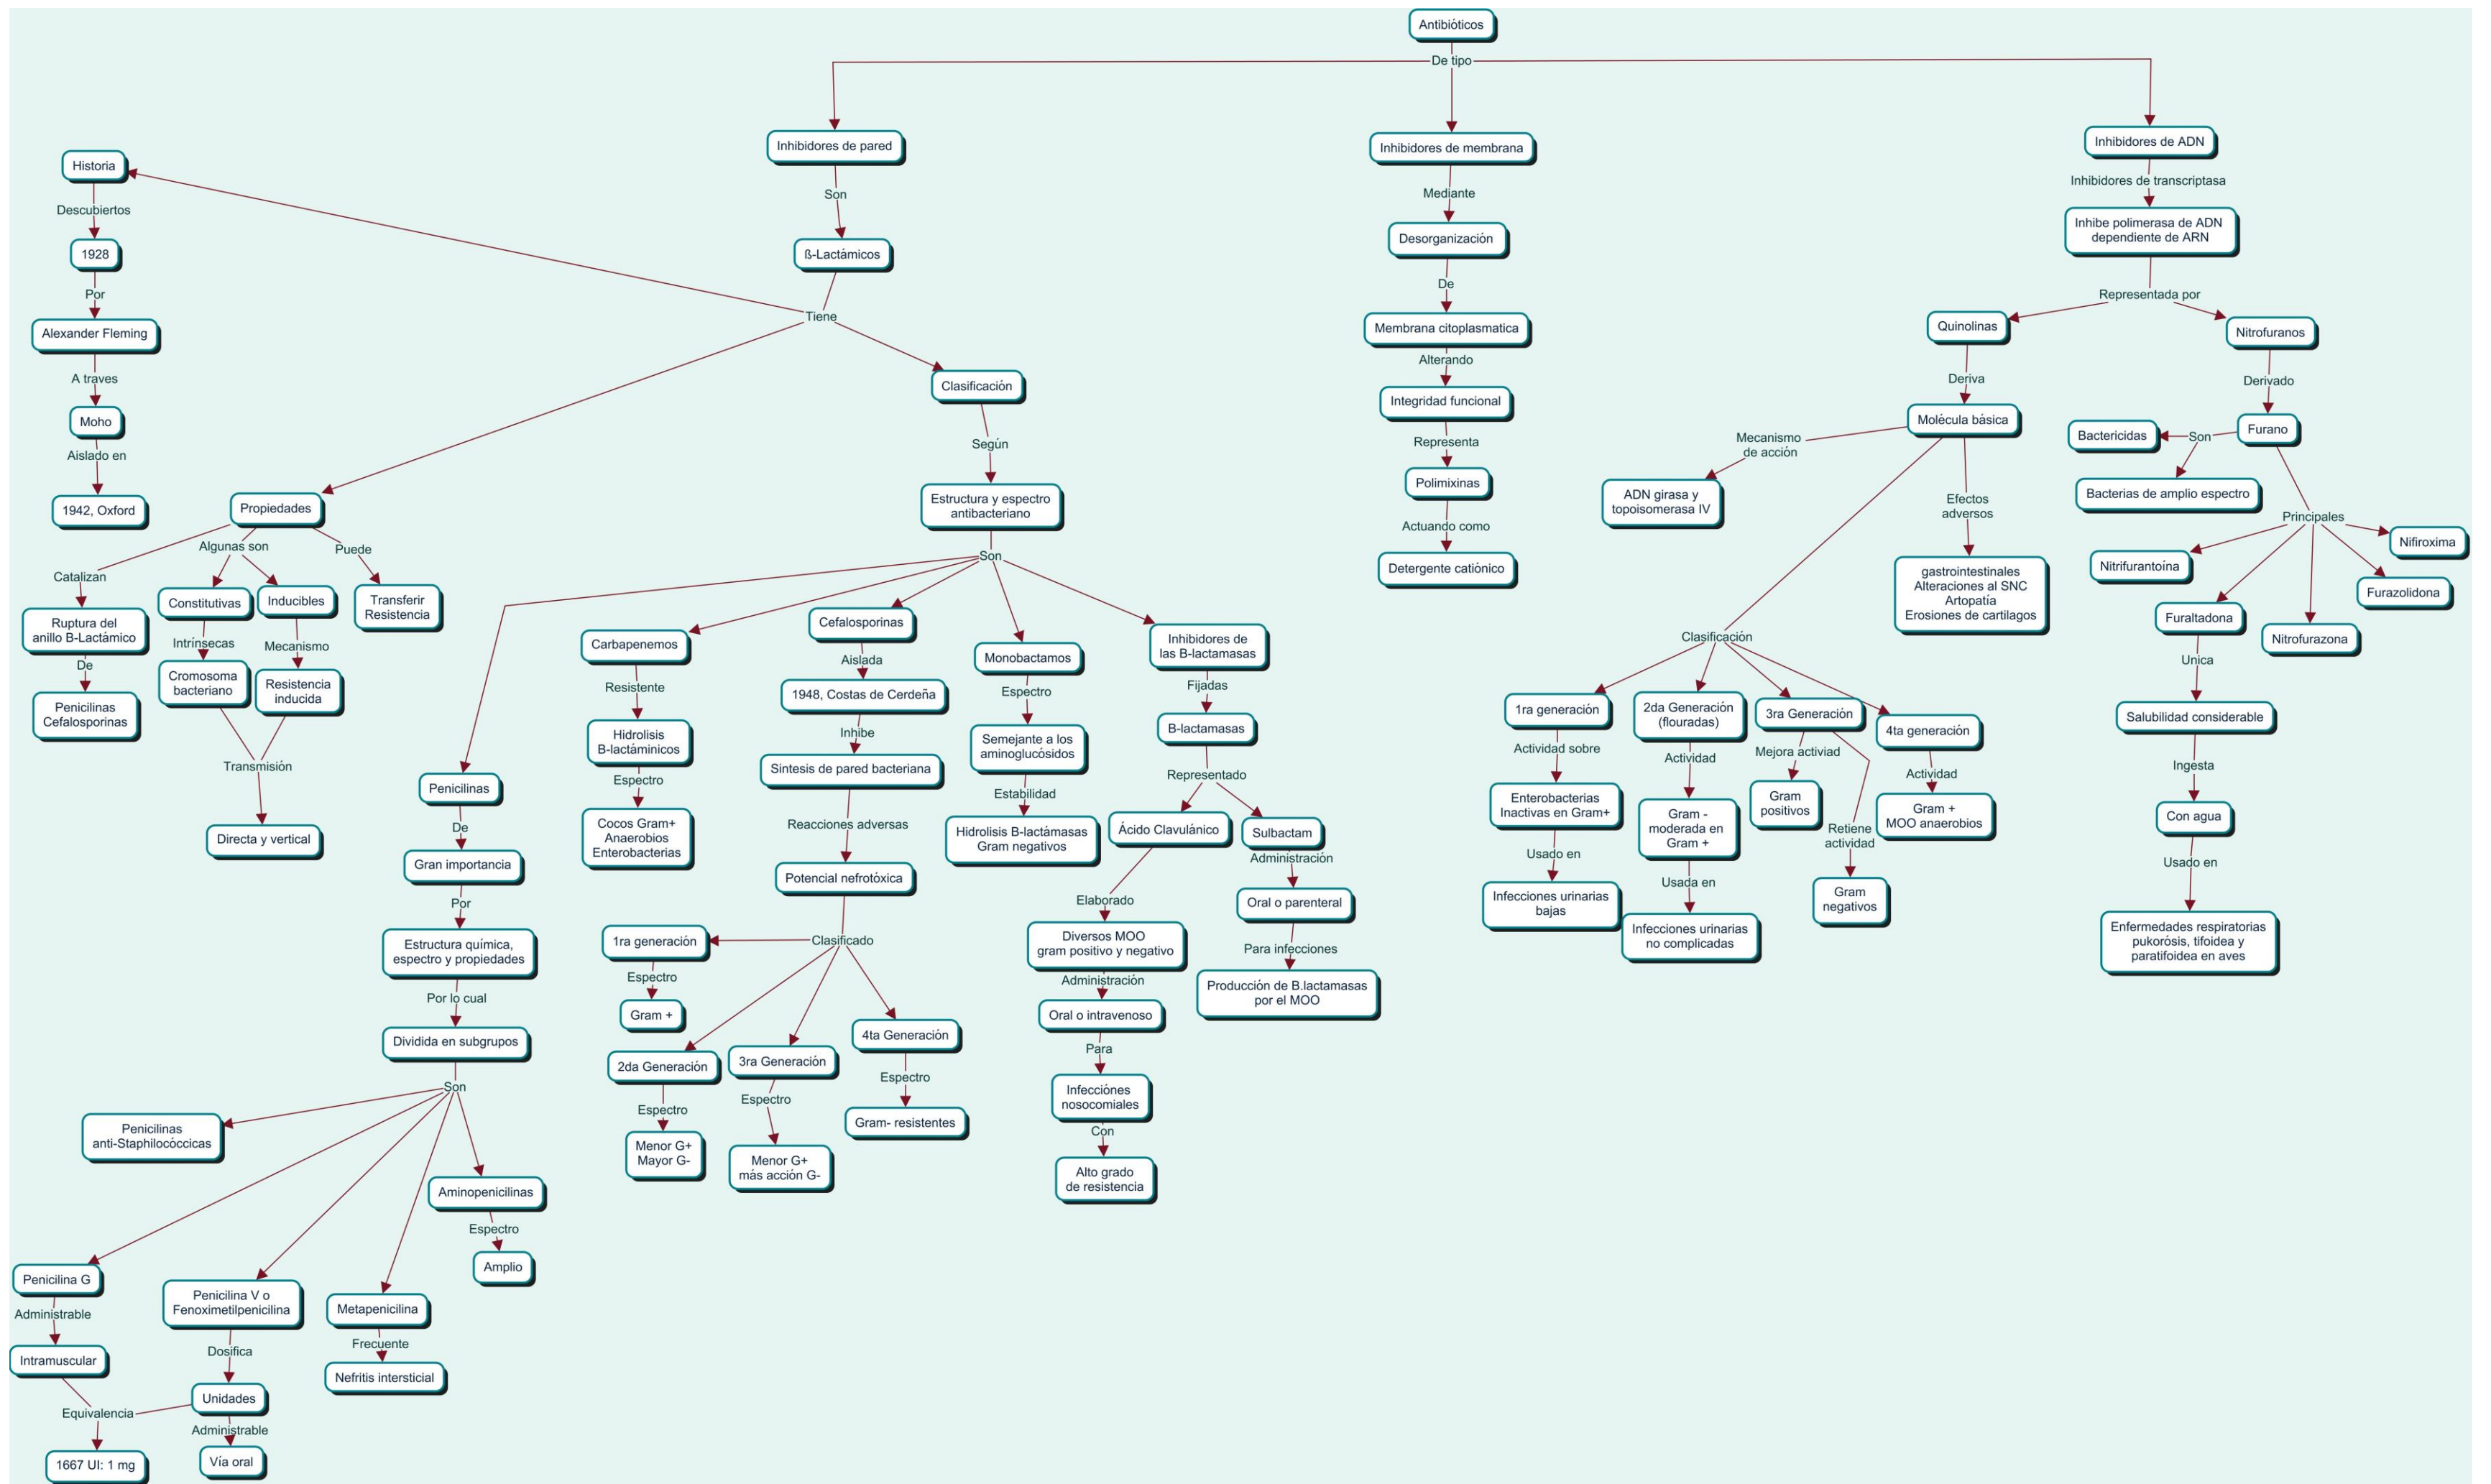 Antibióticos
De tipo
Inhibidores de pared
Son
ß-Lactámicos
Tiene
Historia
Descubiertos
1928
Por
Alexander Fleming
A traves
Moho
Aislado en
1942, Oxford
Propiedades
Catalizan
Ruptura del
anillo B-Lactámico
De
Penicilinas
Cefalosporinas
Algunas son
Constitutivas
Intrínsecas
Cromosoma
bacteriano
Inducibles
Mecanismo
Resistencia
inducida
Transmisión
Directa y vertical
Puede
Transferir
Resistencia
Clasificación
Según
Estructura y espectro
antibacteriano
Son
Penicilinas
De
Gran importancia
Por
Estructura química,
espectro y propiedades
Por lo cual
Dividida en subgrupos
Son
Penicilinas
anti-Staphilocóccicas
Penicilina G
Administrable
Intramuscular
Equivalencia
1667 UI: 1 mg
Penicilina V o
Fenoximetilpenicilina
Dosifica
Unidades
Administrable
Vía oral
Metapenicilina
Frecuente
Nefritis intersticial
Aminopenicilinas
Espectro
Amplio
Carbapenemos
Resistente
Hidrolisis
B-lactáminicos
Espectro
Cocos Gram+
Anaerobios
Enterobacterias
Cefalosporinas
Aislada
1948, Costas de Cerdeña
Inhibe
Sintesis de pared bacteriana
Reacciones adversas
Potencial nefrotóxica
Clasificado
1ra generación
Espectro
Gram +
2da Generación
Espectro
Menor G+
Mayor G-
3ra Generación
Espectro
Menor G+
más acción G-
4ta Generación
Espectro
Gram- resistentes
Monobactamos
Espectro
Semejante a los
aminoglucósidos
Estabilidad
Hidrolisis B-lactámasas
Gram negativos
Inhibidores de
las B-lactamasas
Fijadas
B-lactamasas
Representado
Ácido Clavulánico
Elaborado
Diversos MOO
gram positivo y negativo
Administración
Oral o intravenoso
Para
Infecciónes
nosocomiales
Con
Alto grado
de resistencia
Sulbactam
Administración
Oral o parenteral
Para infecciones
Producción de B.lactamasas
por el MOO
Inhibidores de membrana
Mediante
Desorganización
De
Membrana citoplasmatica
Alterando
Integridad funcional
Representa
Polimixinas
Actuando como
Detergente catiónico
Inhibidores de ADN
Inhibidores de transcriptasa
Inhibe polimerasa de ADN
dependiente de ARN
Representada por
Quinolinas
Deriva
Molécula básica
Mecanismo
de acción
ADN girasa y
topoisomerasa IV
Efectos
adversos
gastrointestinales
Alteraciones al SNC
Artopatía
Erosiones de cartilagos
Clasificación
1ra generación
Actividad sobre
Enterobacterias
Inactivas en Gram+
Usado en
Infecciones urinarias
bajas
2da Generación
(flouradas)
Actividad
Gram -
moderada en
Gram +
Usada en
Infecciones urinarias
no complicadas
3ra Generación
Mejora activiad
Gram
positivos
Retiene
actividad
Gram
negativos
4ta generación
Actividad
Gram +
MOO anaerobios
Nitrofuranos
Derivado
Furano
Son
Bactericidas
Bacterias de amplio espectro
Principales
Nitrifurantoína
Furaltadona
Unica
Salubilidad considerable
Ingesta
Con agua
Usado en
Enfermedades respiratorias
pukorósis, tifoidea y
paratifoidea en aves
Nitrofurazona
Furazolidona
Nifiroxima